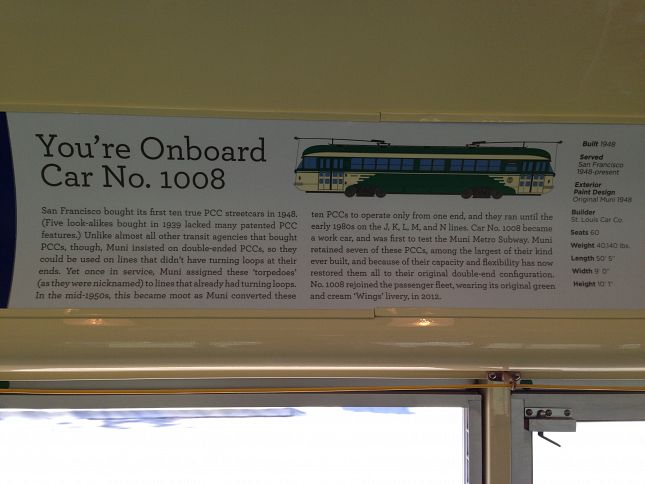 You're Onboard
Car No. 1008
San Francisco bought its first ten true PCC streetcars in 1948.
(Five look-alikes bought in 1939 lacked many patented PCC
features.) Unlike almost all other transit agencies that bought
PCCs, though, Muni insisted on double-ended PCCs, so they
could be used on lines that didn't have turning loops at their
ends. Yet once in service, Muni assigned these 'torpedoes'
(as they were nicknamed) to lines that already had turning loops.
In the mid-1950s, this became moot as Muni converted these
ten PCCs to operate only from one end, and they ran until the
early 1980s on the J, K, L, M, and N lines. Car No. 1008 became
a work car, and was first to test the Muni Metro Subway. Muni
retained seven of these PCCs, among the largest of their kind
ever built, and because of their capacity and flexibility has now
restored them all to their original double-end configuration.
No. 1008 rejoined the passenger fleet, wearing its original green
and cream 'Wings' livery, in 2012.
Built 1948
Served
San Francisco
1948-present
Exterior
Paint Design
Original Muni 1948
Builder
St. Louis Car Co.
Seats 60
Weight 40,140 lbs.
Length 50' 5"
Width 9' 0"
Height 10' 1"